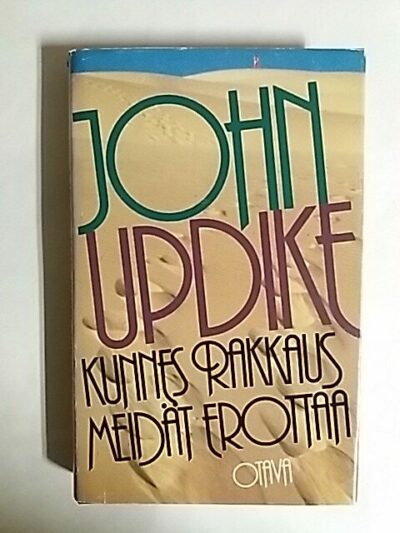 JOHN
UPDIKE
KUNNES RAKKAUS
MEIDÄT EROTTAA
OTAVA